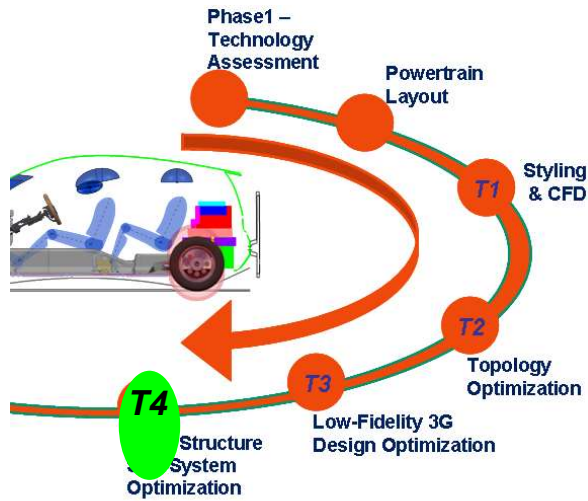 Phase1 –
Technology
Assessment
Powertrain
Layout
T1
Styling
& CFD
T2
Topology
Optimization
T3
Low-Fidelity 3G
Design Optimization
T4
Structure
System
Optimization